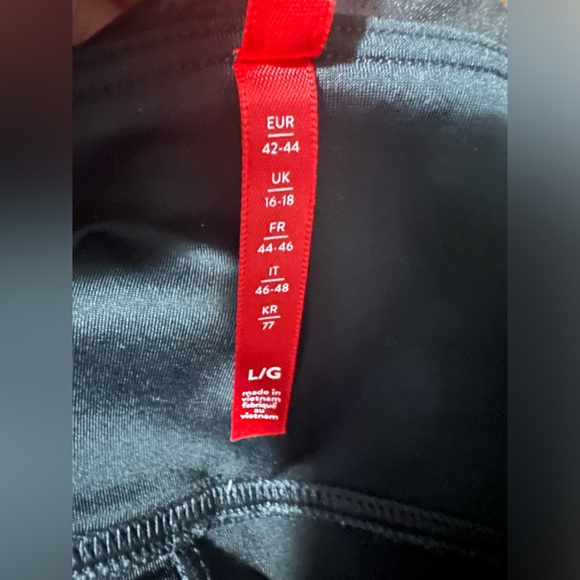 EUR
42-44
UK
16-18
FR
44-46
IT
46-48
KR
77
L/G
made in
vietnam
fabriqué
au
vietnam